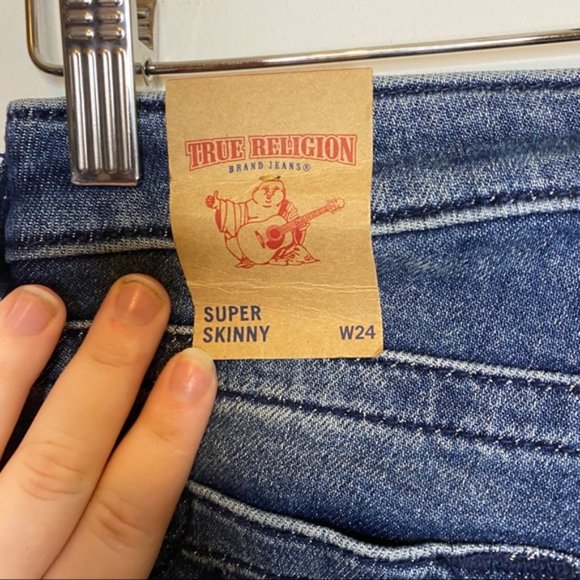 TRUE RELIGION
BRAND JEANS®
SUPER
SKINNY W24